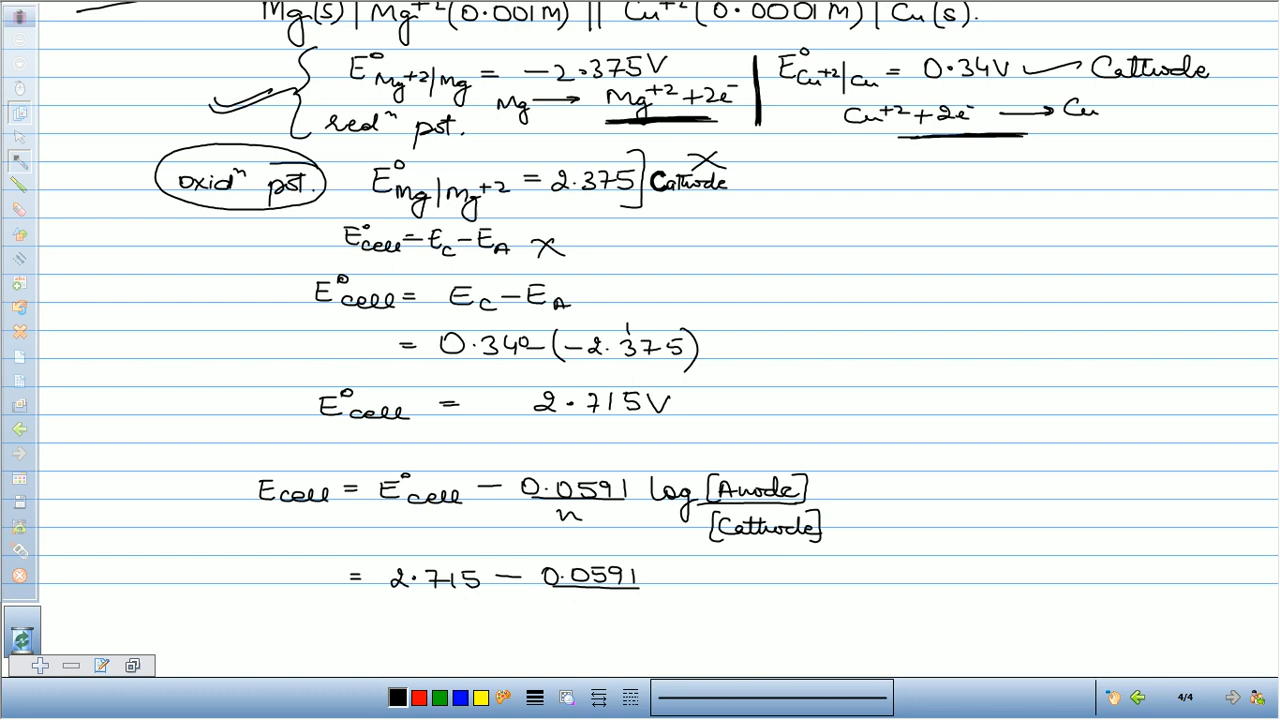 Mg(s) | Mg+2 (0.001M) || Cu+2 (0.0001M) | Cu(s).
E°Mg+2|Mg = -2.375V
E°Cu+2|Cu = 0.34V Cattode
Mg → Mg+2 + 2e-
Cu+2 + 2e- → Cu
redn pot.
oxidn pot. E°Mg|Mg+2 = 2.375] Cathode X
E°cell = EC - EA X
E°cell = EC - EA
= 0.34 - (-2.375)
E°cell = 2.715V
Ecell = E°cell - 0.0591/n log [Anode]/[Cattode]
= 2.715 - 0.0591
4/4